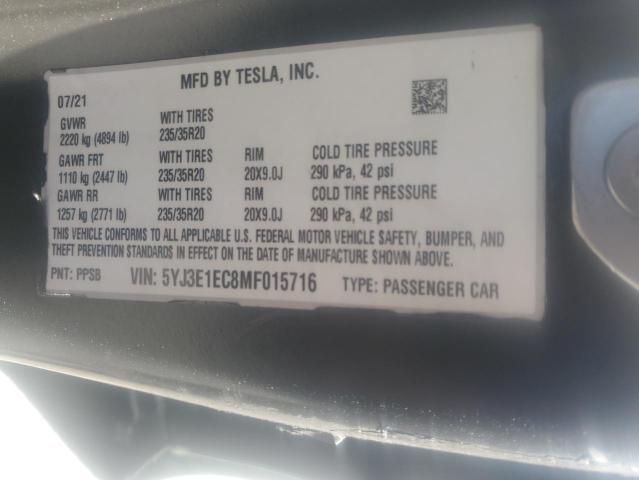 MFD BY TESLA, INC.
07/21
GVWR WITH TIRES
2220 kg (4894 lb) 235/35R20
GAWR FRT WITH TIRES RIM COLD TIRE PRESSURE
1110 kg (2447 lb) 235/35R20 20X9.0J 290 kPa, 42 psi
GAWR RR WITH TIRES RIM COLD TIRE PRESSURE
1257 kg (2771 lb) 235/35R20 20X9.0J 290 kPa, 42 psi
THIS VEHICLE CONFORMS TO ALL APPLICABLE U.S. FEDERAL MOTOR VEHICLE SAFETY, BUMPER, AND
THEFT PREVENTION STANDARDS IN EFFECT ON THE DATE OF MANUFACTURE SHOWN ABOVE.
PNT: PPSB VIN: 5YJ3E1EC8MF015716 TYPE: PASSENGER CAR